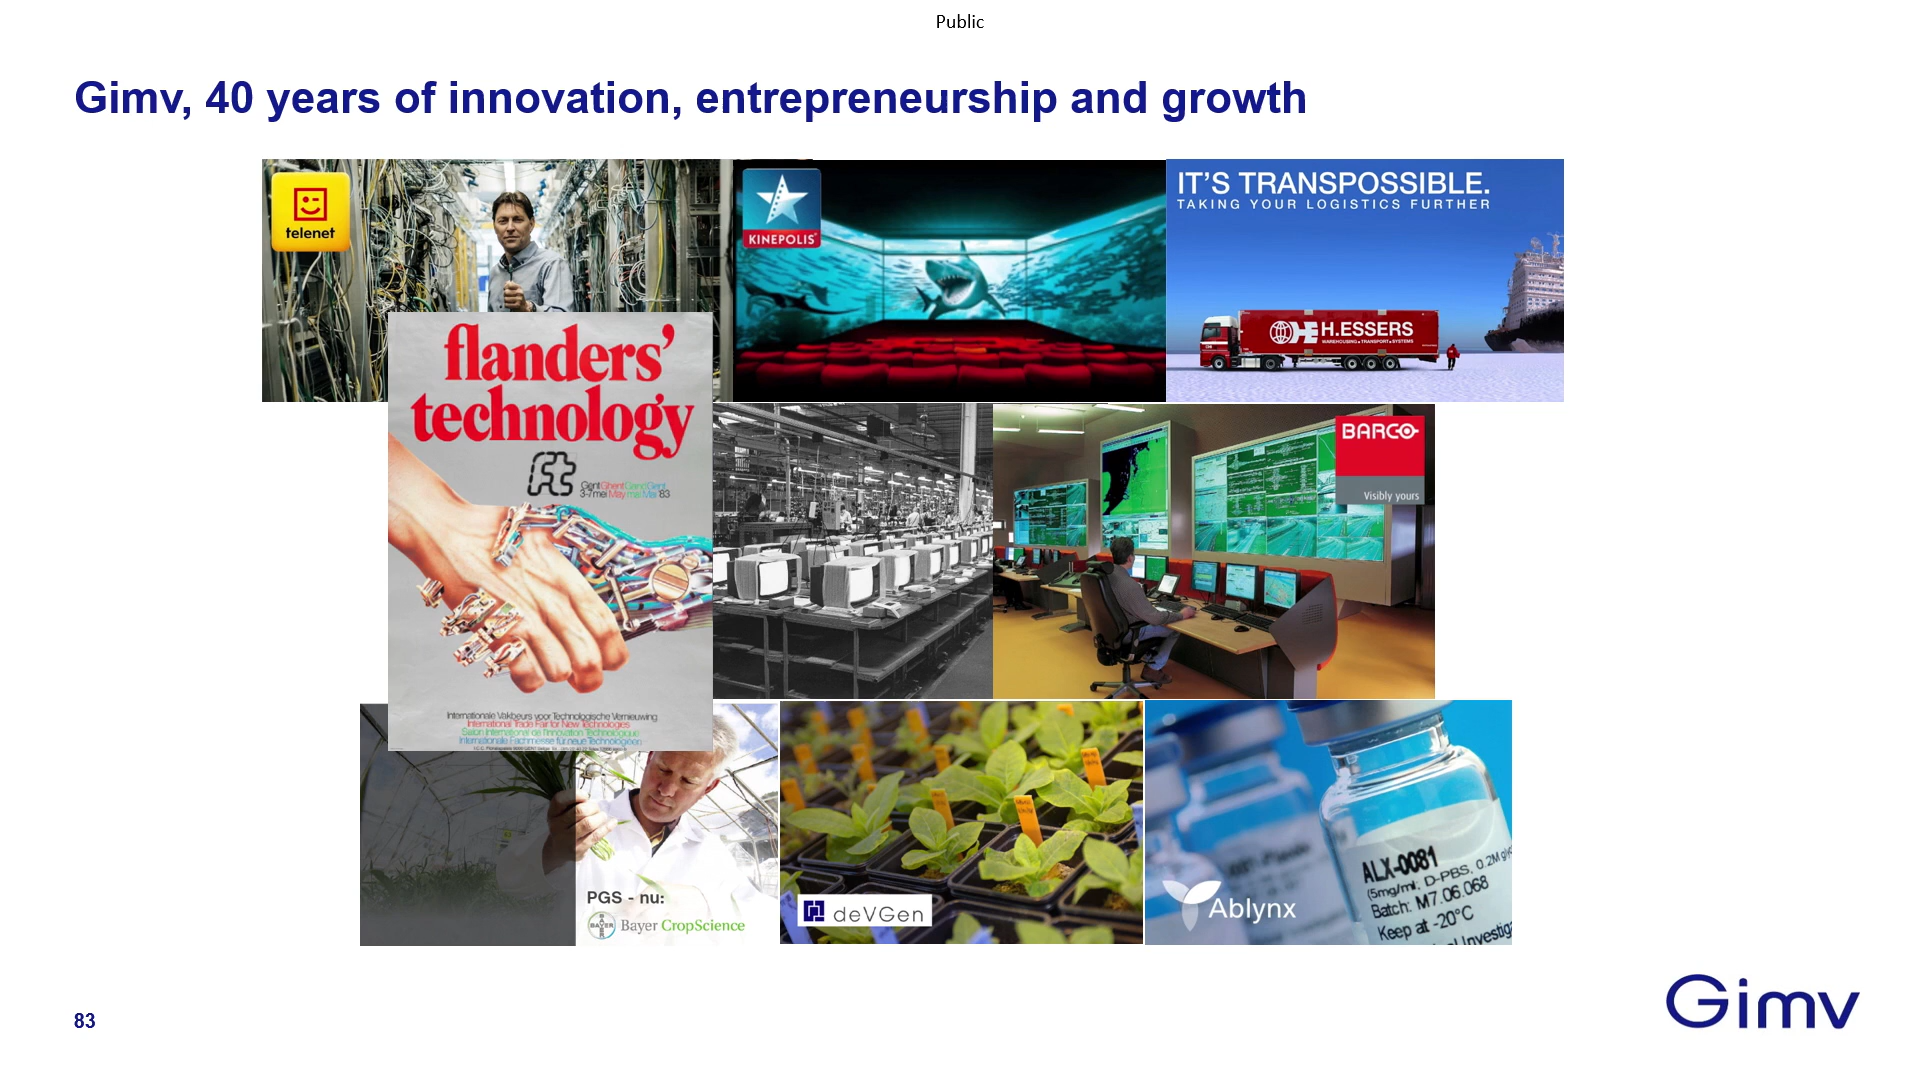 Public
Gimv, 40 years of innovation, entrepreneurship and growth
telenet
KINEPOLIS
IT'S TRANSPOSSIBLE.
TAKING YOUR LOGISTICS FURTHER
H.ESSERS
WAREHOUSING TRANSPORT SYSTEMS
flanders'
technology
Gent Ghent Gand Gent
3-7 mei May mai Mai '83
Internationale Vakbeurs voor Technologische Vernieuwing
International Trade Fair for New Technologies
Salon International de l'Innovation Technologique
Internationale Fachmesse für neue Technologieen
BARCO
Visibly yours
PGS - nu:
BAYER
Bayer CropScience
deVGen
Ablynx
ALX-0081
(5mg/ml; D-PBS, 0.2M
Batch: M7.06.068
Keep at -20°C
83
Gimv